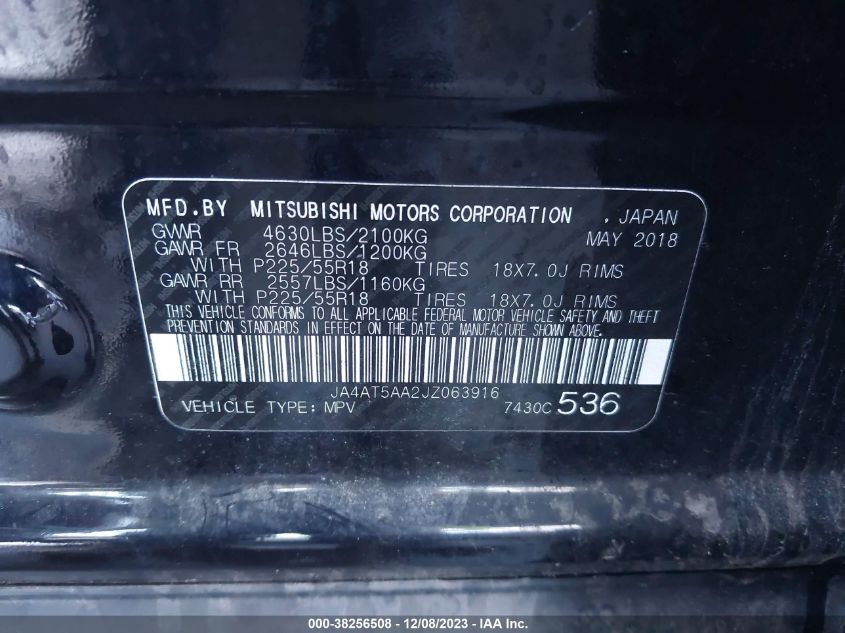 MFD.BY MITSUBISHI MOTORS CORPORATION , JAPAN
GVWR 4630LBS/2100KG MAY 2018
GAWR FR 2646LBS/1200KG
WITH P225/55R18 TIRES 18X7.0J RIMS
GAWR RR 2557LBS/1160KG
WITH P225/55R18 TIRES 18X7.0J RIMS
THIS VEHICLE CONFORMS TO ALL APPLICABLE FEDERAL MOTOR VEHICLE SAFETY AND THEFT
PREVENTION STANDARDS IN EFFECT ON THE DATE OF MANUFACTURE SHOWN ABOVE.
JA4AT5AA2JZ063916
VEHICLE TYPE: MPV 7430C 536
000-38256508 - 12/08/2023 - IAA Inc.